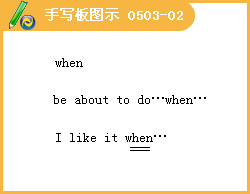 手写板图示 0503-02
when
be about to do…when…
I like it when…